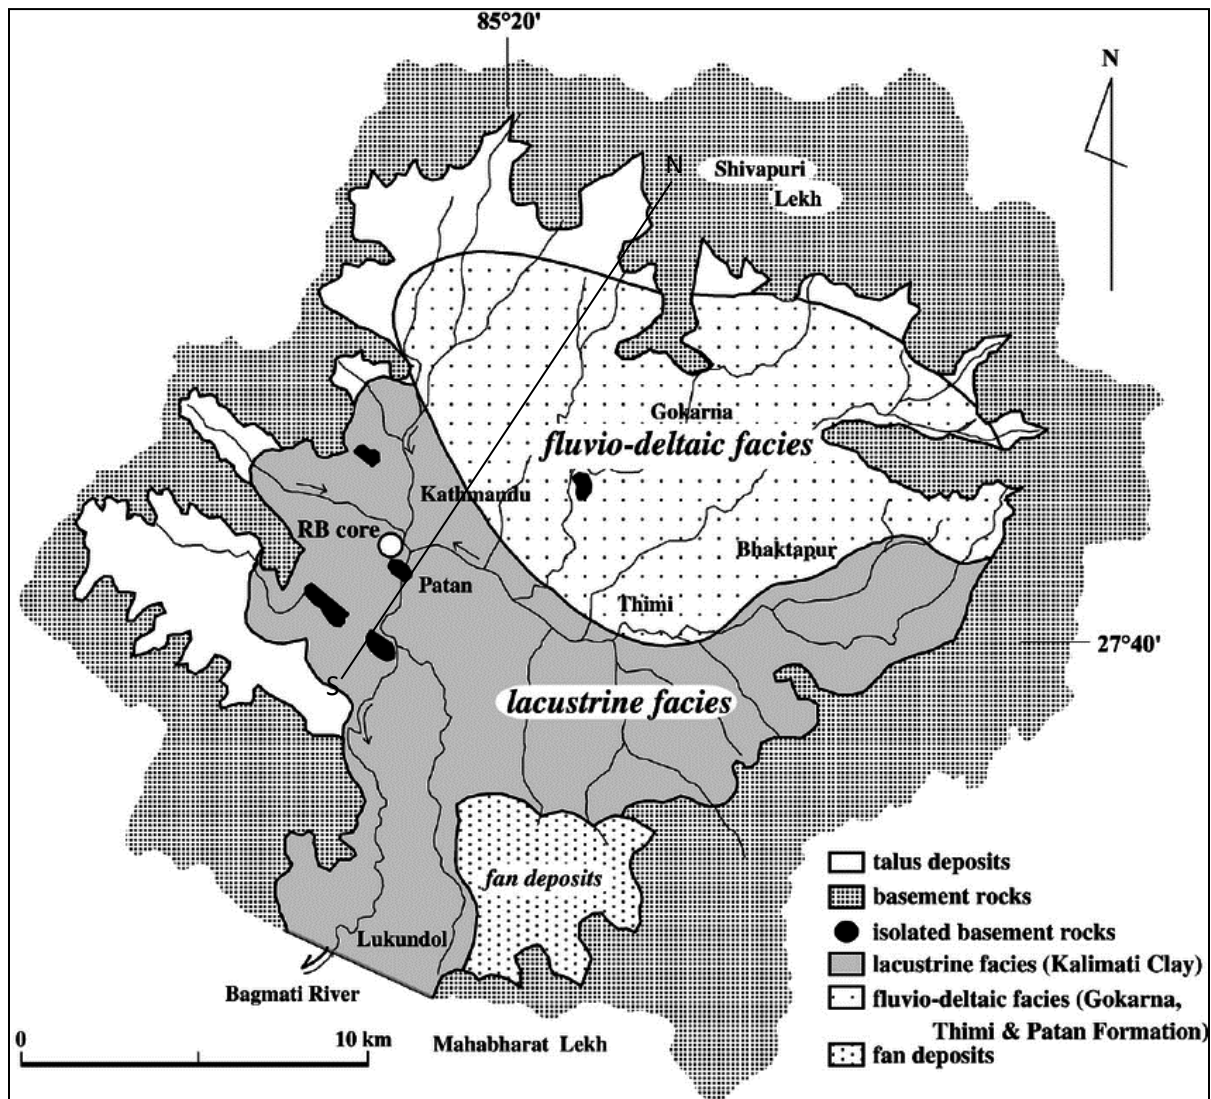 85°20'
N
N
Shivapuri
Lekh
Gokarna
fluvio-deltaic facies
Kathmandu
RB core
Bhaktapur
Patan
Thimi
27°40'
S
lacustrine facies
fan deposits
Lukundol
Bagmati River
Mahabharat Lekh
0
10 km
talus deposits
basement rocks
isolated basement rocks
lacustrine facies (Kalimati Clay)
fluvio-deltaic facies (Gokarna,
Thimi & Patan Formation)
fan deposits